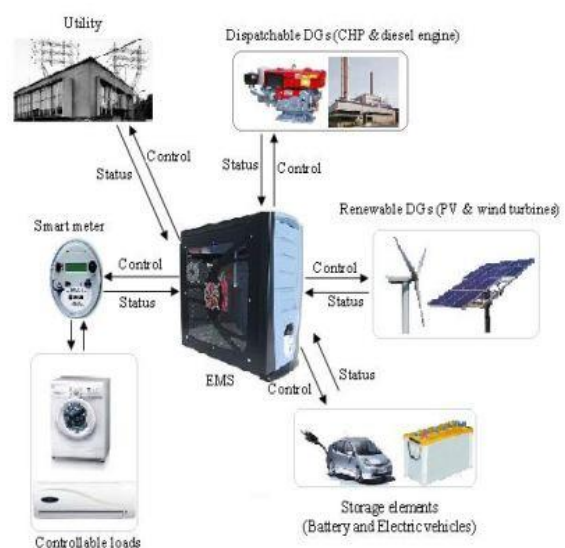 Utility
Dispatchable DGs (CHP & diesel engine)
Control
Status
Status
Control
Renewable DGs (PV & wind turbines)
Smart meter
Control
Status
Control
Status
EMS
Control
Status
Storage elements
(Battery and Electric vehicles)
Controllable loads